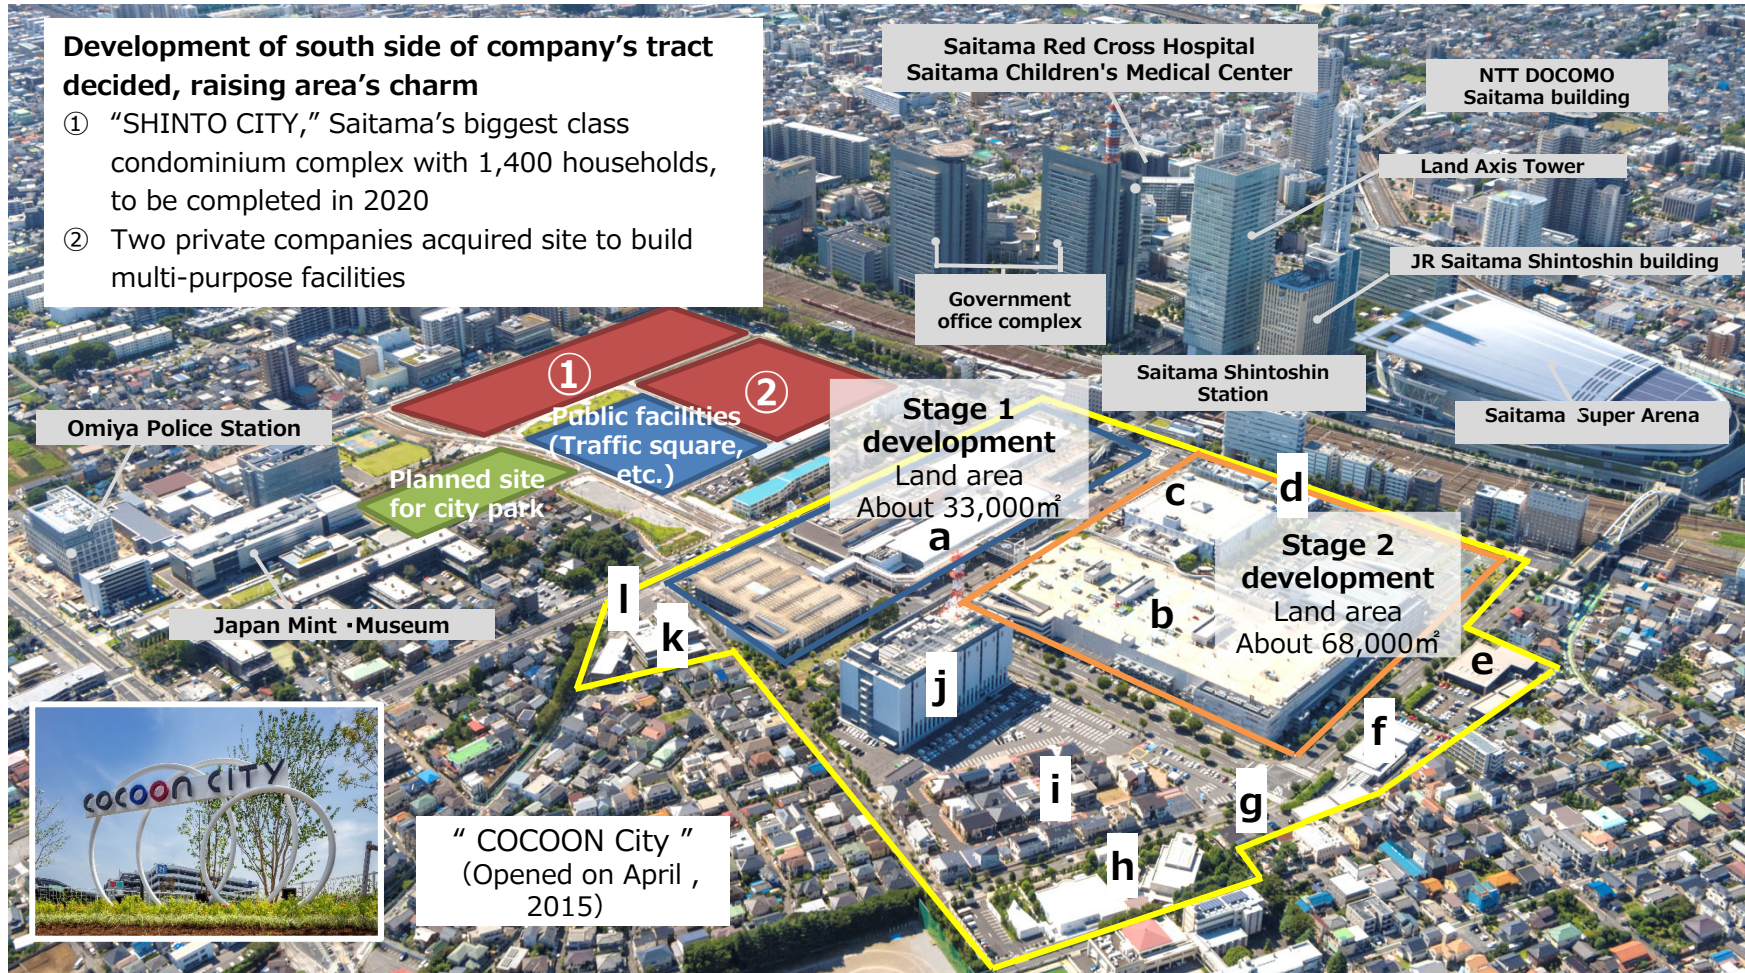 Development of south side of company’s tract
decided, raising area’s charm
① “SHINTO CITY,” Saitama’s biggest class
condominium complex with 1,400 households,
to be completed in 2020
② Two private companies acquired site to build
multi-purpose facilities
Saitama Red Cross Hospital
Saitama Children's Medical Center
NTT DOCOMO
Saitama building
Land Axis Tower
JR Saitama Shintoshin building
Government
office complex
Saitama Shintoshin
Station
Saitama Super Arena
①
②
Public facilities
(Traffic square,
etc.)
Planned site
for city park
Omiya Police Station
Japan Mint・Museum
Stage 1
development
Land area
About 33,000㎡
Stage 2
development
Land area
About 68,000㎡
a
b
c
d
e
f
g
h
i
j
k
l
COCOON CITY
“ COCOON City ”
（Opened on April ,
2015）